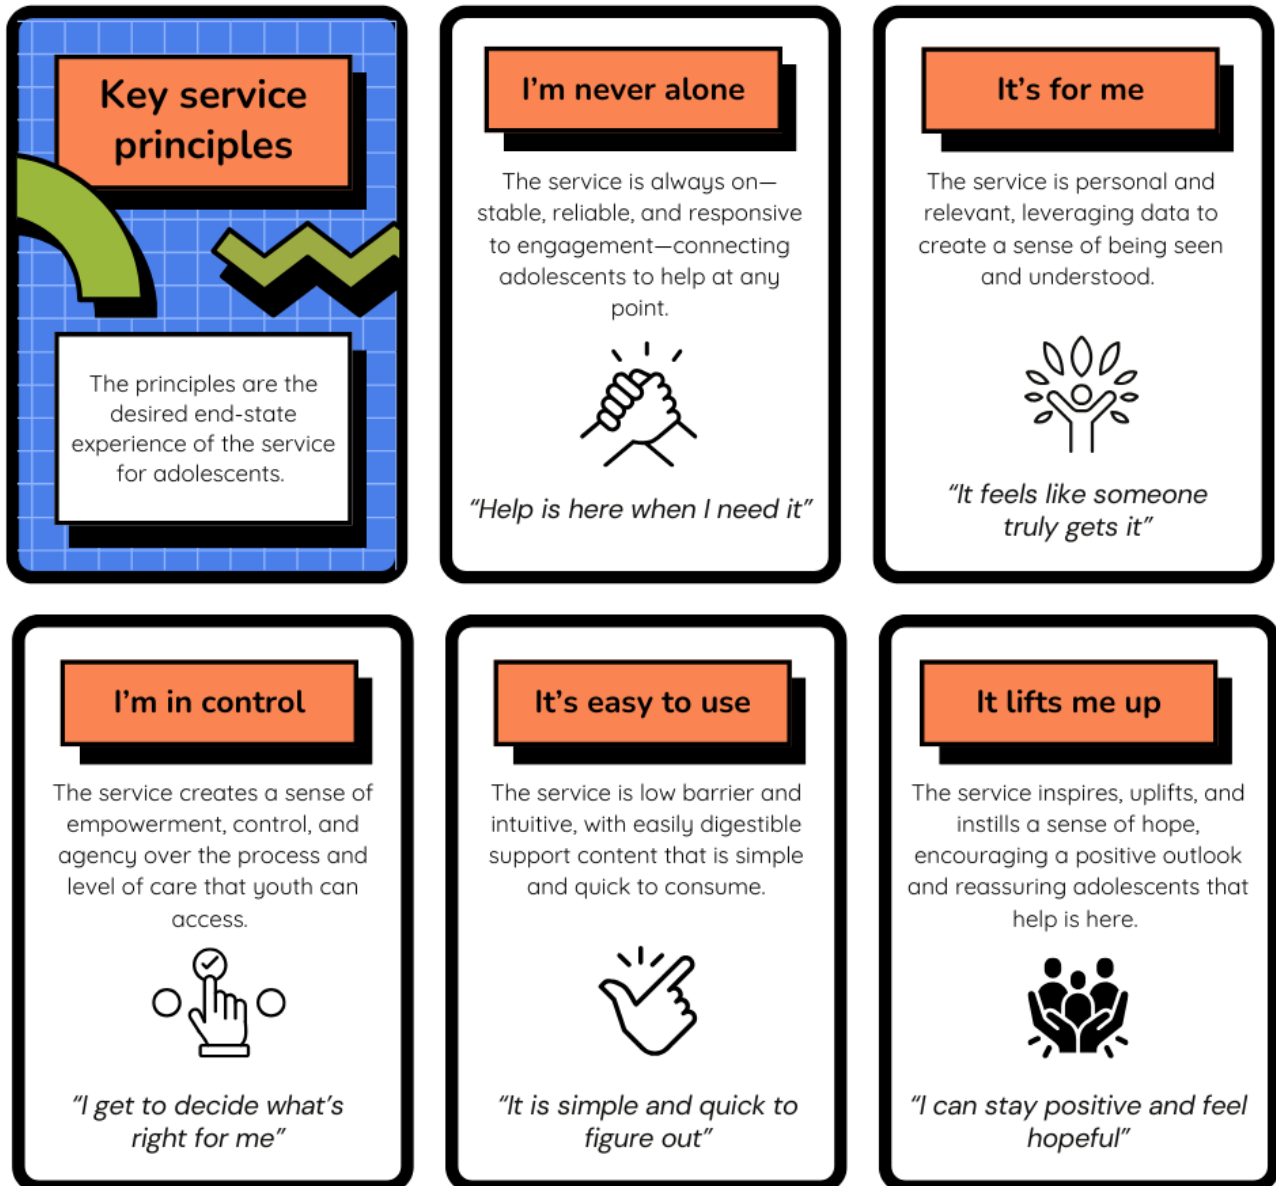 Key service
principles
The principles are the
desired end-state
experience of the service
for adolescents.
I'm never alone
The service is always on—
stable, reliable, and responsive
to engagement—connecting
adolescents to help at any
point.
“Help is here when I need it”
It's for me
The service is personal and
relevant, leveraging data to
create a sense of being seen
and understood.
“It feels like someone
truly gets it”
I'm in control
The service creates a sense of
empowerment, control, and
agency over the process and
level of care that youth can
access.
“I get to decide what's
right for me”
It's easy to use
The service is low barrier and
intuitive, with easily digestible
support content that is simple
and quick to consume.
“It is simple and quick to
figure out”
It lifts me up
The service inspires, uplifts, and
instills a sense of hope,
encouraging a positive outlook
and reassuring adolescents that
help is here.
“I can stay positive and feel
hopeful”